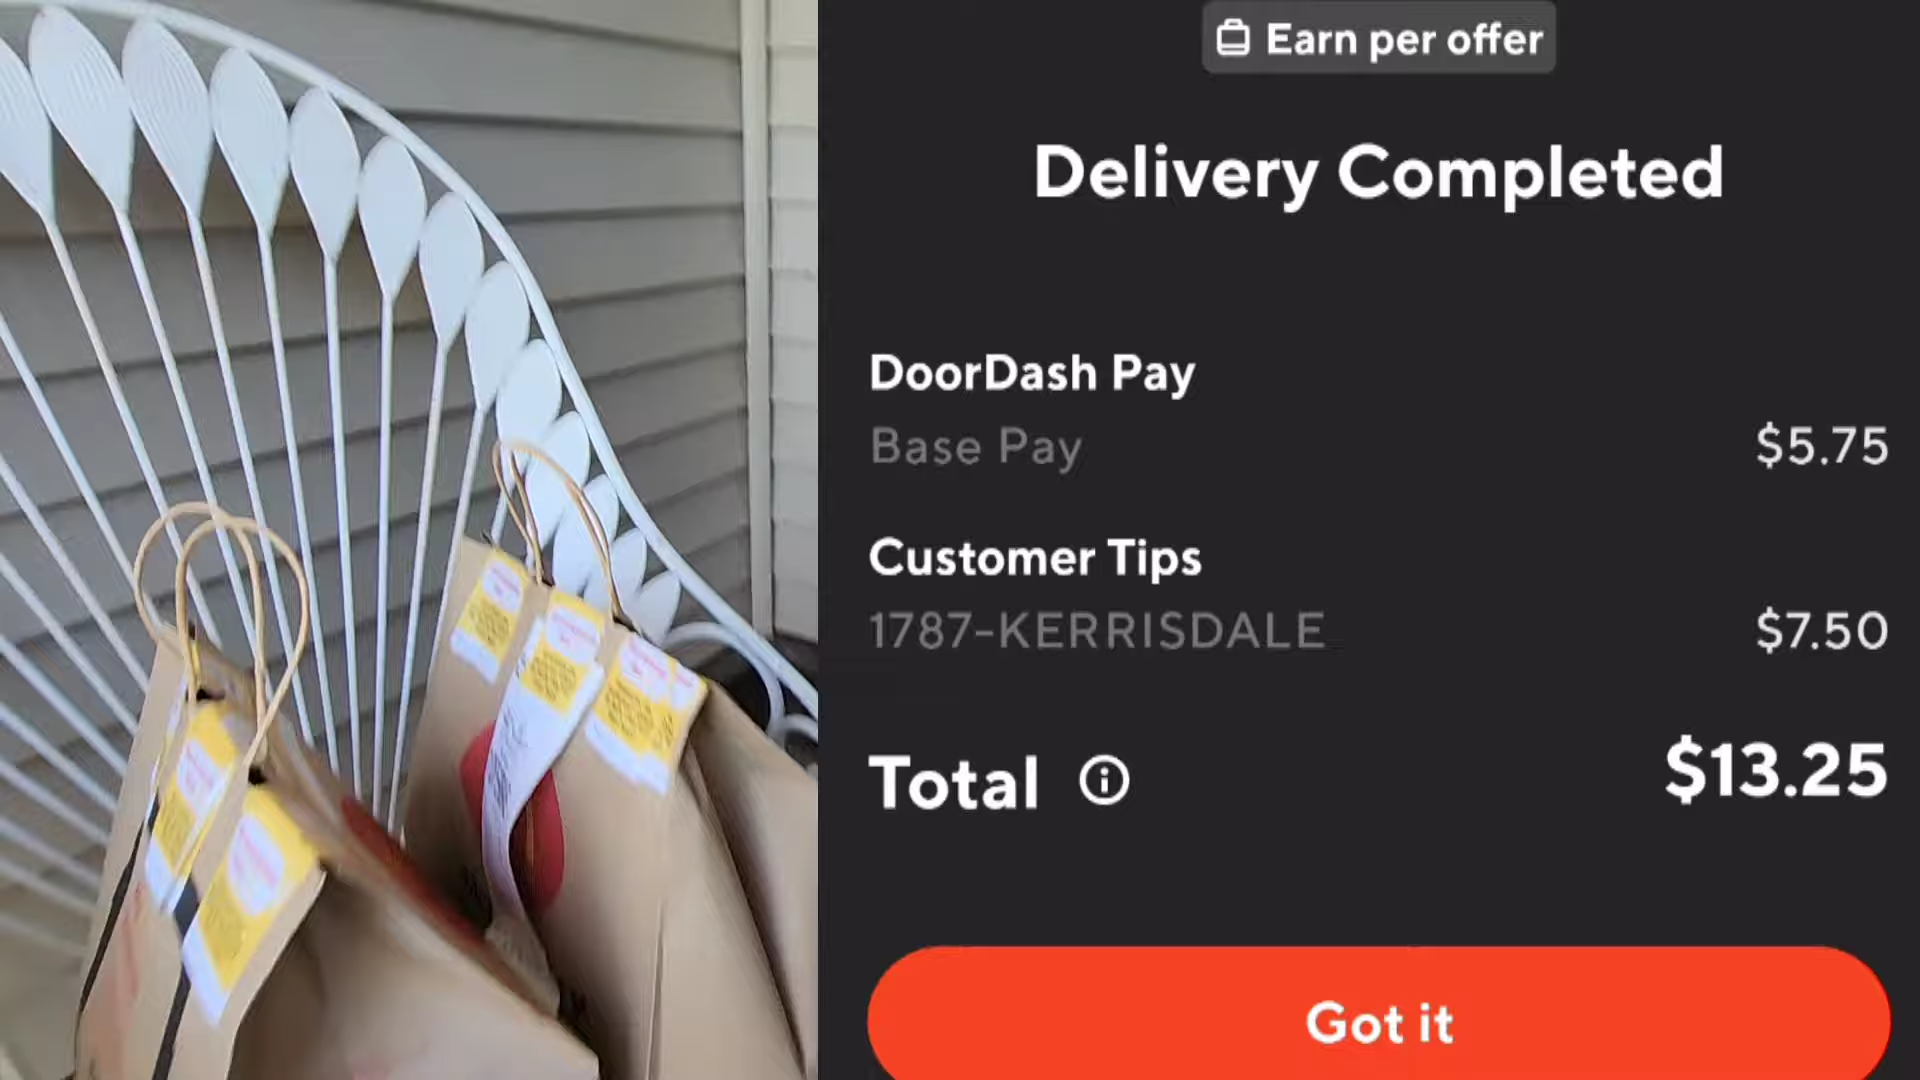 Earn per offer
Delivery Completed
DoorDash Pay
Base Pay $5.75
Customer Tips
1787-KERRISDALE $7.50
Total $13.25
Got it